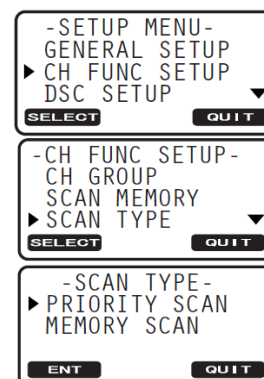 -SETUP MENU-
GENERAL SETUP
CH FUNC SETUP
DSC SETUP
SELECT QUIT
-CH FUNC SETUP-
CH GROUP
SCAN MEMORY
SCAN TYPE
SELECT QUIT
-SCAN TYPE-
PRIORITY SCAN
MEMORY SCAN
ENT QUIT